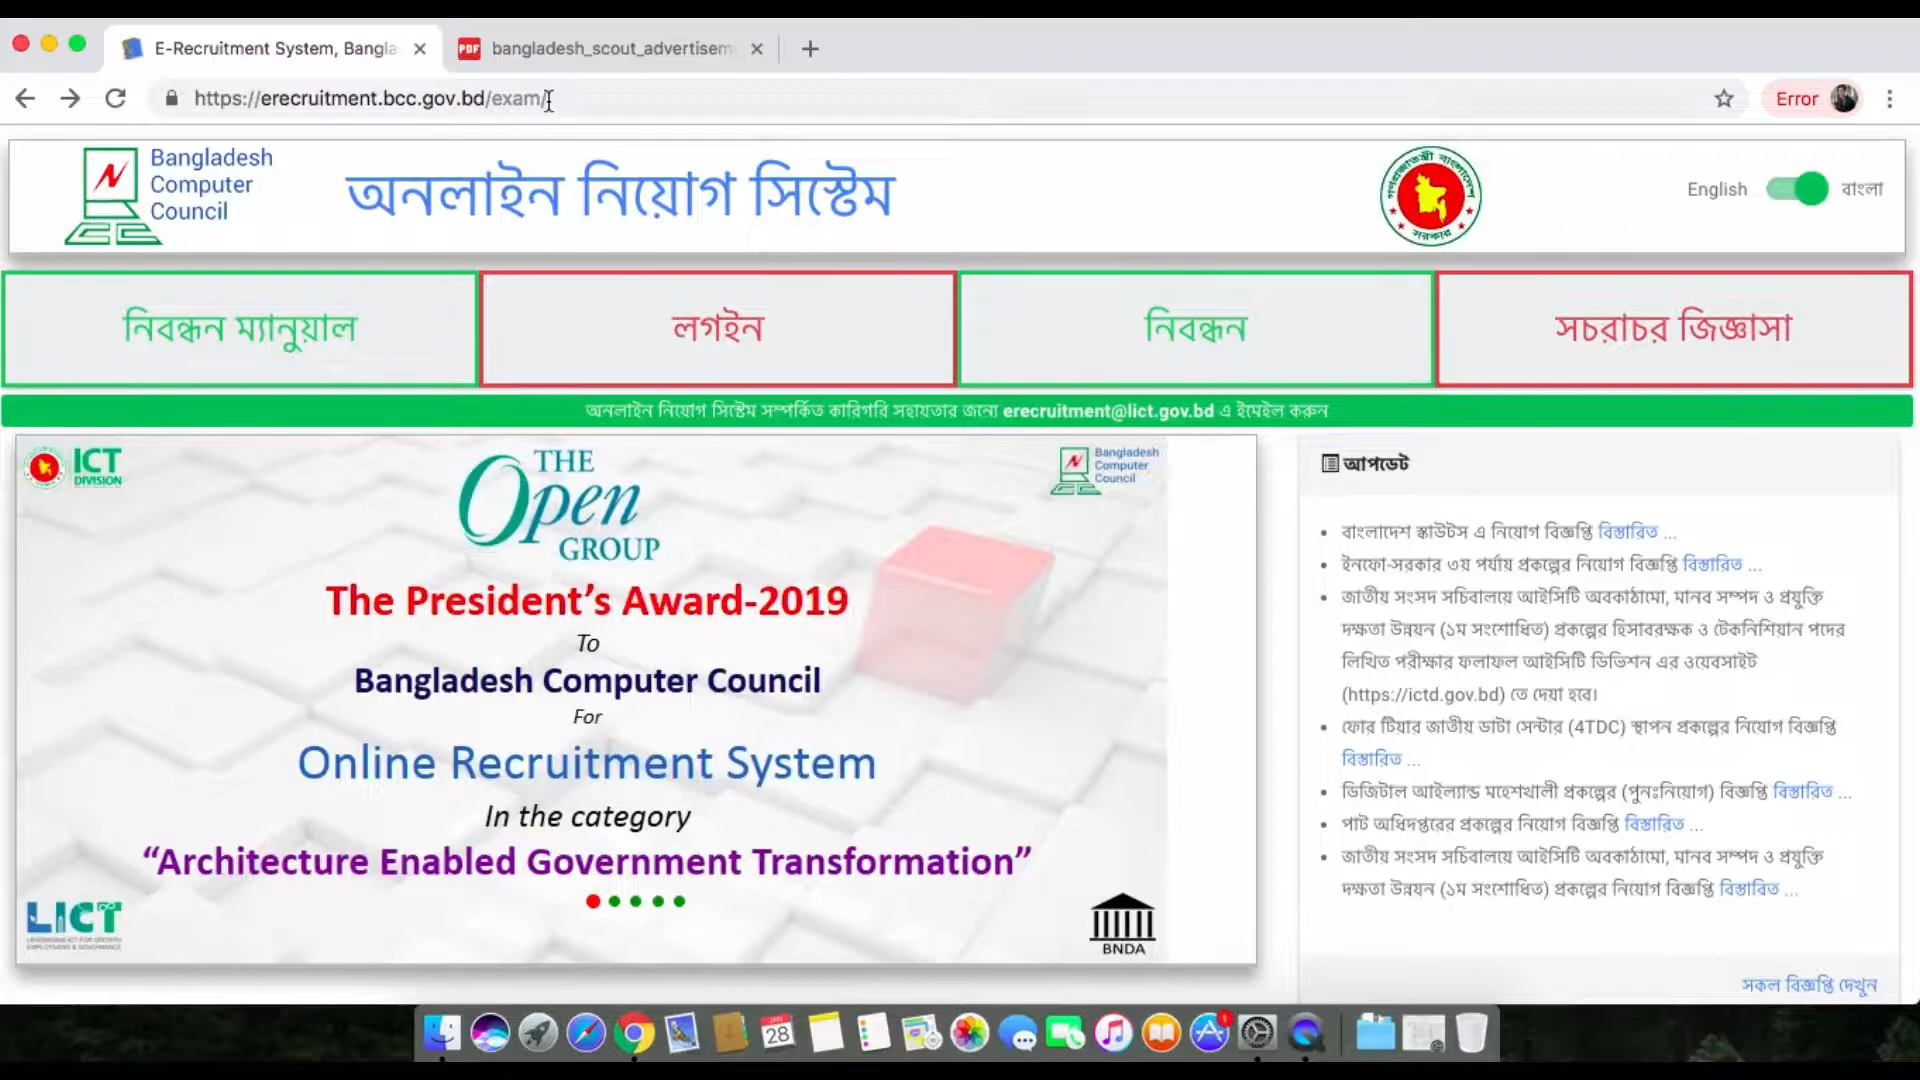 E-Recruitment System, Bangla
bangladesh_scout_advertisem
https://erecruitment.bcc.gov.bd/exam/
Error
Bangladesh
Computer
Council
অনলাইন নিয়োগ সিস্টেম
English
বাংলা
গণপ্রজাতন্ত্রী বাংলাদেশ
সরকার
নিবন্ধন ম্যানুয়াল
লগইন
নিবন্ধন
সচরাচর জিজ্ঞাসা
অনলাইন নিয়োগ সিস্টেম সম্পর্কিত কারিগরি সহায়তার জন্যে erecruitment@lict.gov.bd এ ইমেইল করুন
ICT
DIVISION
THE
Open
GROUP
Bangladesh
Computer
Council
The President's Award-2019
To
Bangladesh Computer Council
For
Online Recruitment System
In the category
“Architecture Enabled Government Transformation”
LICT
BNDA
আপডেট
বাংলাদেশ স্কাউটস এ নিয়োগ বিজ্ঞপ্তি বিস্তারিত ...
ইনফো-সরকার ৩য় পর্যায় প্রকল্পের নিয়োগ বিজ্ঞপ্তি বিস্তারিত ...
জাতীয় সংসদ সচিবালয়ে আইসিটি অবকাঠামো, মানব সম্পদ ও প্রযুক্তি
দক্ষতা উন্নয়ন (১ম সংশোধিত) প্রকল্পের হিসাবরক্ষক ও টেকনিশিয়ান পদের
লিখিত পরীক্ষার ফলাফল আইসিটি ডিভিশন এর ওয়েবসাইট
(https://ictd.gov.bd) তে দেয়া হবে।
ফোর টিয়ার জাতীয় ডাটা সেন্টার (4TDC) স্থাপন প্রকল্পের নিয়োগ বিজ্ঞপ্তি
বিস্তারিত ...
ডিজিটাল আইল্যান্ড মহেশখালী প্রকল্পের (পুনঃনিয়োগ) বিজ্ঞপ্তি বিস্তারিত ...
পাট অধিদপ্তরের প্রকল্পের নিয়োগ বিজ্ঞপ্তি বিস্তারিত ...
জাতীয় সংসদ সচিবালয়ে আইসিটি অবকাঠামো, মানব সম্পদ ও প্রযুক্তি
দক্ষতা উন্নয়ন (১ম সংশোধিত) প্রকল্পের নিয়োগ বিজ্ঞপ্তি বিস্তারিত ...
সকল বিজ্ঞপ্তি দেখুন
28